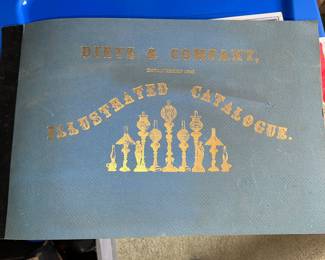 DIETZ & COMPANY,
ILLUSTRATED CATALOGUE.